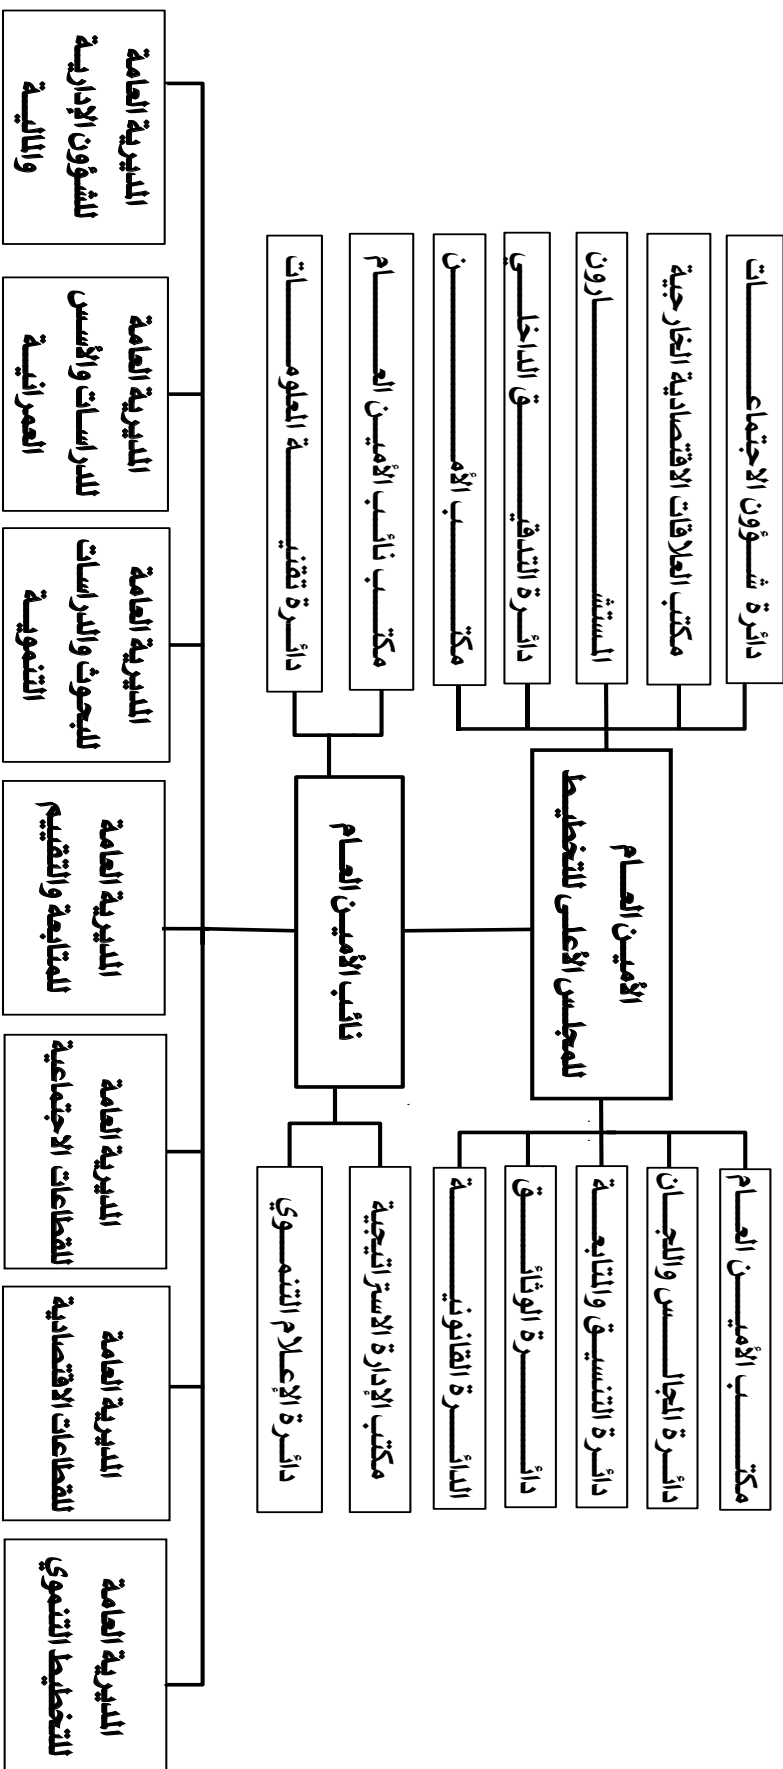 مكتب الأمين العام
دائرة شؤون الاجتماعات
دائرة المجالس واللجان
مكتب العلاقات الاقتصادية الخارجية
الأمين العام
للمجلس الأعلى للتخطيط
دائرة التنسيق والمتابعة
المستشارون
دائرة الوثائق
دائرة التدقيق الداخلي
الدائرة القانونية
مكتب الأمن
مكتب الإدارة الاستراتيجية
نائب الأمين العام
مكتب نائب الأمين العام
دائرة الإعلام التنموي
دائرة تقنية المعلومات
المديرية العامة
للتخطيط التنموي
المديرية العامة
للقطاعات الاقتصادية
المديرية العامة
للقطاعات الاجتماعية
المديرية العامة
للمتابعة والتقييم
المديرية العامة
للبحوث والدراسات
التنموية
المديرية العامة
للدراسات والأسس
العمرانية
المديرية العامة
للشؤون الإدارية
والمالية